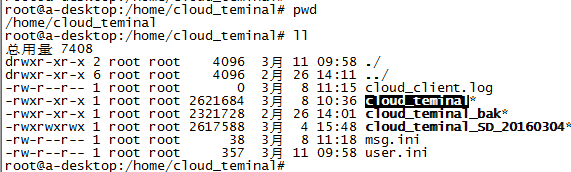 root@a-desktop:/home/cloud_teminal# pwd
/home/cloud_teminal
root@a-desktop:/home/cloud_teminal# ll
总用量 7408
drwxr-xr-x 2 root root 4096 3月 11 09:58 ./
drwxr-xr-x 6 root root 4096 2月 26 14:11 ../
-rw-r--r-- 1 root root 0 3月 8 11:15 cloud_client.log
-rwxr-xr-x 1 root root 2621684 3月 8 10:36 cloud_teminal*
-rwxr-xr-x 1 root root 2321728 2月 26 14:01 cloud_teminal_bak*
-rwxrwxrwx 1 root root 2617588 3月 4 15:48 cloud_teminal_SD_20160304*
-rw-r--r-- 1 root root 38 3月 8 11:18 msg.ini
-rw-r--r-- 1 root root 357 3月 11 09:58 user.ini
root@a-desktop:/home/cloud_teminal#